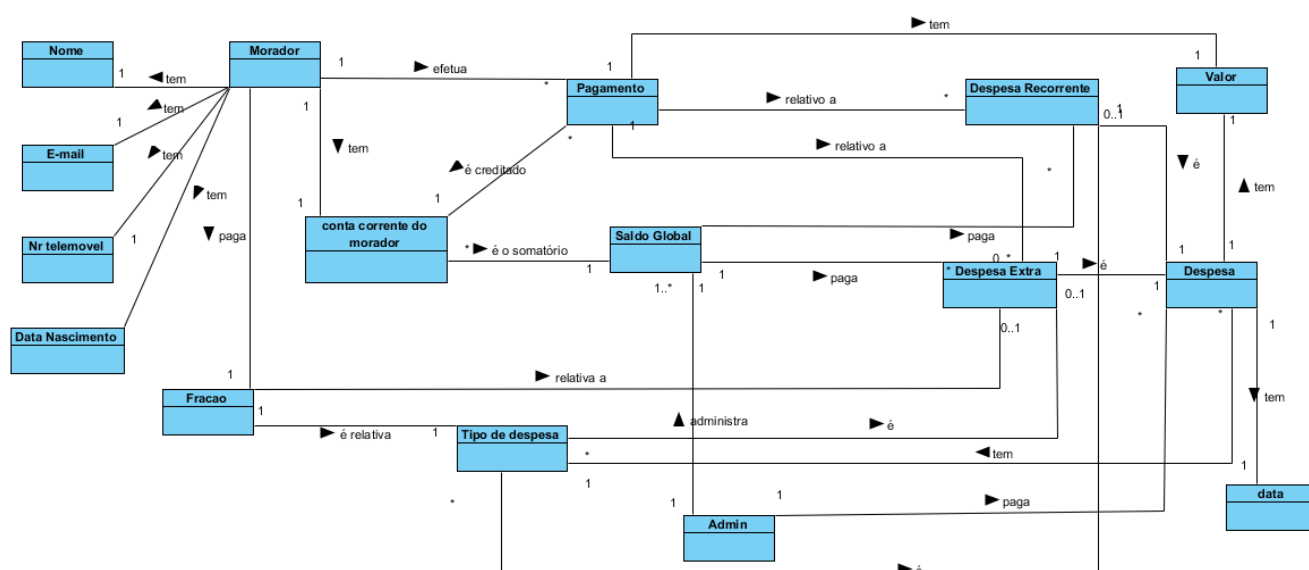 tem
Nome
Morador
1
1
efetua
1
1
tem
*
Pagamento
Despesa Recorrente
Valor
tem
relativo a
*
1
0..1
1
1
1
tem
*
relativo a
E-mail
tem
tem
é creditado
*
é
tem
1
tem
1
1
conta corrente do
morador
Saldo Global
paga
Nr telemovel
1
paga
* é o somatório
1
1
paga
0..*
* Despesa Extra
1
é
1
1
Despesa
1
1..*
1
0..1
*
*
1
Data Nascimento
0..1
1
relativa a
Fracao
1
tem
é relativa
1
Tipo de despesa
administra
é
*
tem
1
1
*
1
1
paga
data
Admin
é